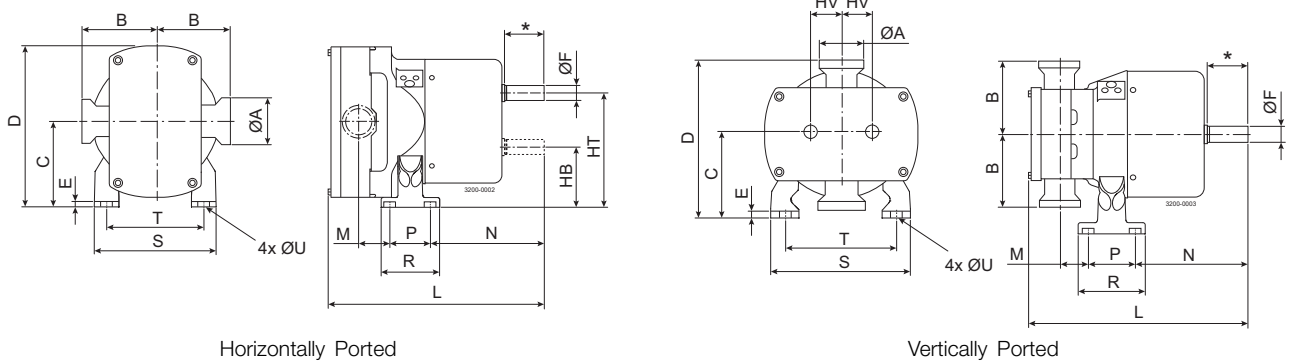 HV HV
B B
*
ØF
ØA
*
D
ØA
C
E
HB
HT
3200-0002
T
S
4x ØU
M P N
R
L
D
C
E
B
B
ØF
3200-0003
T
S
4x ØU
M P N
R
L
Horizontally Ported
Vertically Ported